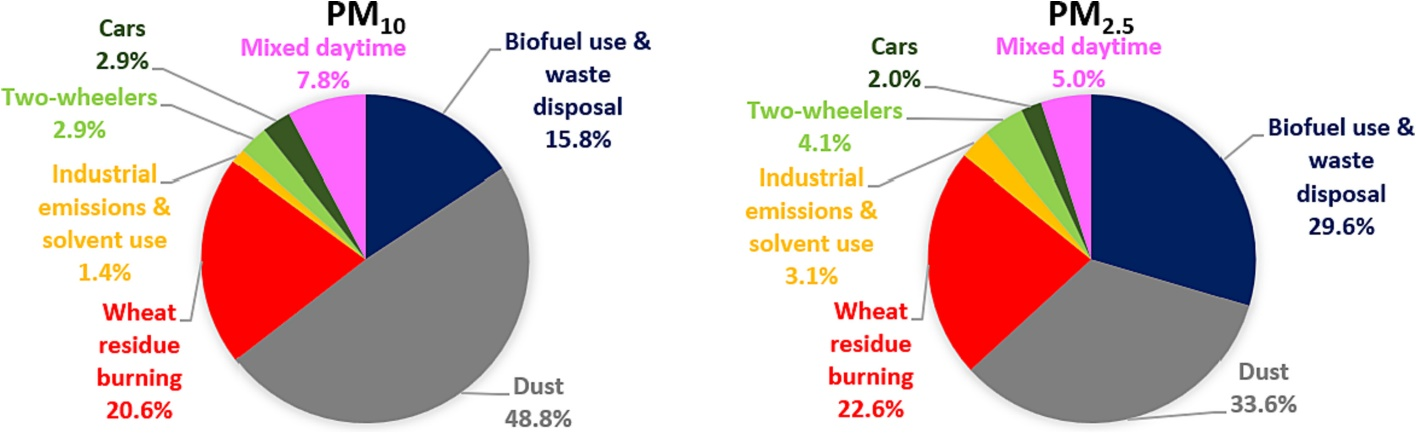 PM10
Cars
2.9%
Mixed daytime
7.8%
Biofuel use &
waste
disposal
15.8%
Two-wheelers
2.9%
Industrial
emissions &
solvent use
1.4%
Wheat
residue
burning
20.6%
Dust
48.8%
PM2.5
Cars
2.0%
Mixed daytime
5.0%
Biofuel use &
waste
disposal
29.6%
Two-wheelers
4.1%
Industrial
emissions &
solvent use
3.1%
Wheat
residue
burning
22.6%
Dust
33.6%